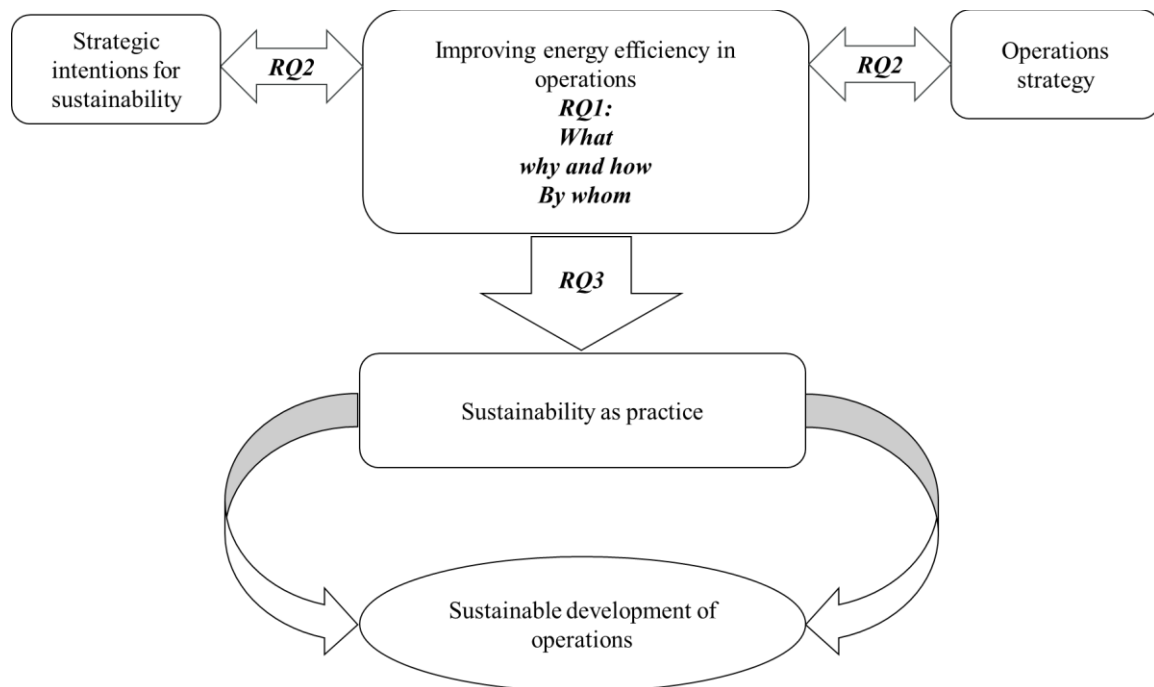 Strategic
intentions for
sustainability
RQ2
Improving energy efficiency in
operations
RQ1:
What
why and how
By whom
RQ2
Operations
strategy
RQ3
Sustainability as practice
Sustainable development of
operations